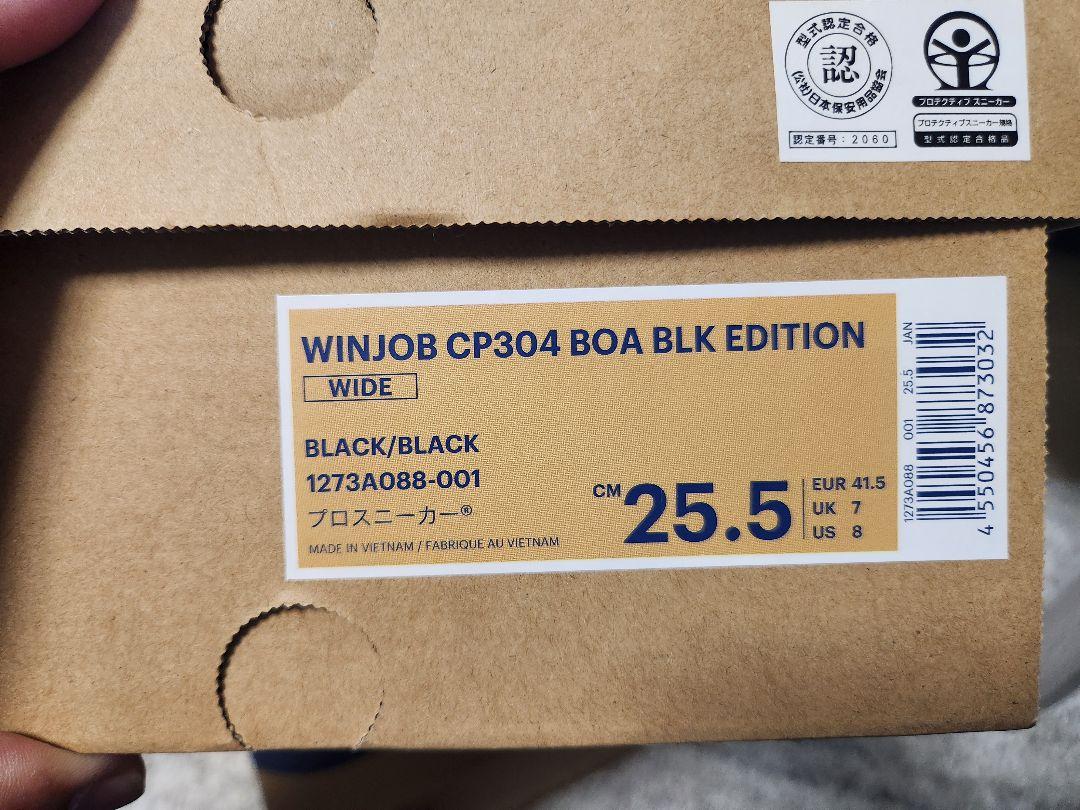 型式認定合格
認
(公社)日本保安用品協会
認定番号：2060
プロテクティブ スニーカー
プロテクティブスニーカー規格
型式認定合格品
WINJOB CP304 BOA BLK EDITION
WIDE
BLACK/BLACK
1273A088-001
プロスニーカー®
MADE IN VIETNAM / FABRIQUE AU VIETNAM
CM 25.5
EUR 41.5
UK 7
US 8
1273A088 001 25.5 JAN
4 550456 873032